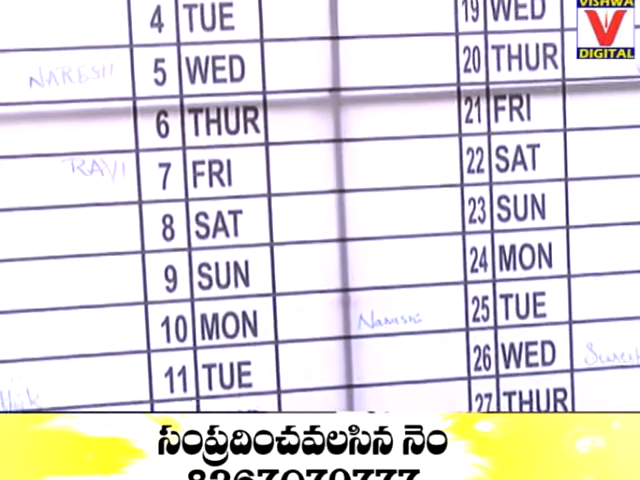 4 TUE
19 WED
VISHWA
V
DIGITAL
NARESH 5 WED
20 THUR
6 THUR
21 FRI
RAVI 7 FRI
22 SAT
8 SAT
23 SUN
9 SUN
24 MON
10 MON
25 TUE
11 TUE
26 WED
27 THUR
సంప్రదించవలసిన నెం